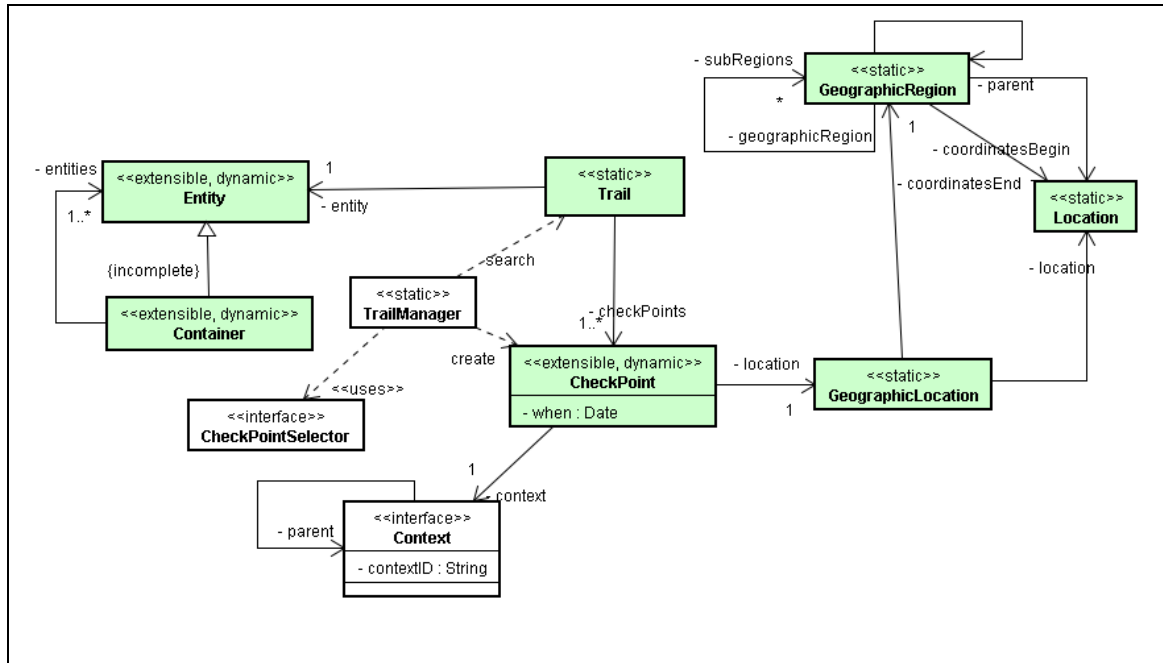 - subRegions
<<static>>
GeographicRegion
- parent
*
- geographicRegion
1
- coordinatesBegin
- coordinatesEnd
<<static>>
Location
- location
- entities
<<extensible, dynamic>>
Entity
1..*
1
- entity
<<static>>
Trail
{incomplete}
search
<<extensible, dynamic>>
Container
<<static>>
TrailManager
- checkPoints
1..*
create
<<extensible, dynamic>>
CheckPoint
- when : Date
- location
1
<<static>>
GeographicLocation
<<uses>>
<<interface>>
CheckPointSelector
1
- context
<<interface>>
Context
- parent
- contextID : String